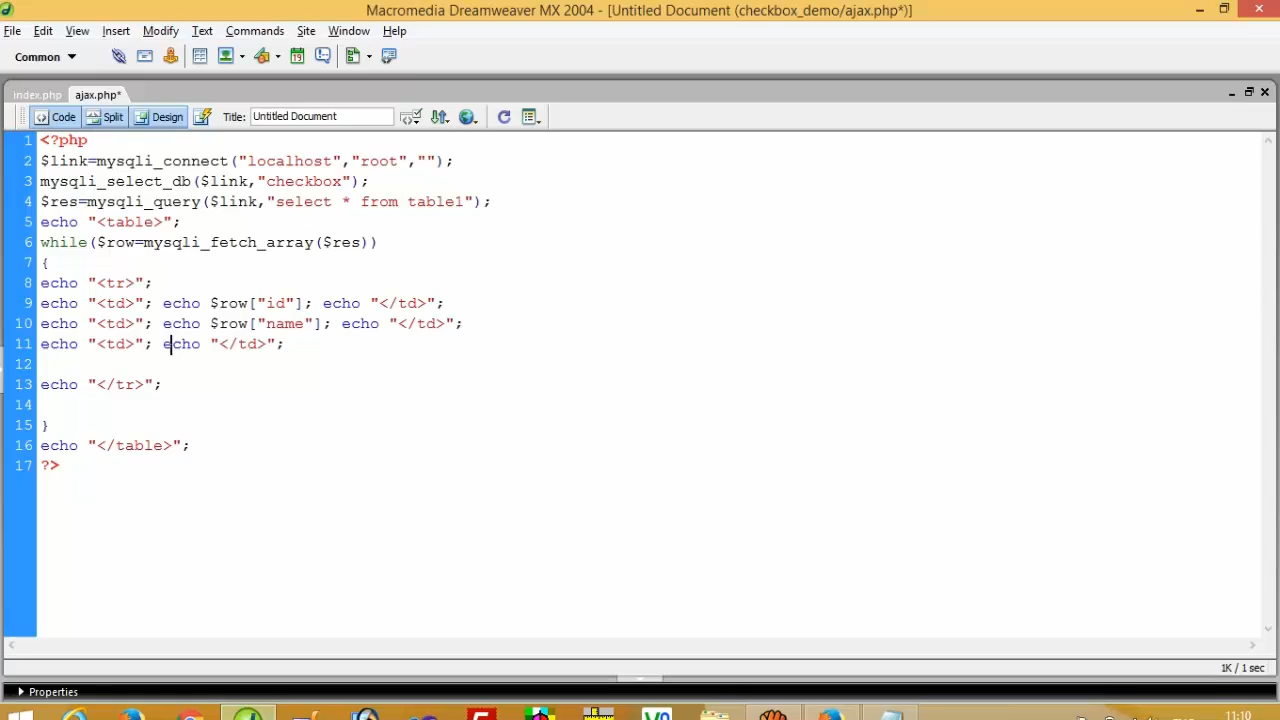 Macromedia Dreamweaver MX 2004 - [Untitled Document (checkbox_demo/ajax.php*)]
File Edit View Insert Modify Text Commands Site Window Help
Common
index.php ajax.php*
Code Split Design Title: Untitled Document
1 <?php
2 $link=mysqli_connect("localhost","root","");
3 mysqli_select_db($link,"checkbox");
4 $res=mysqli_query($link,"select * from table1");
5 echo "<table>";
6 while($row=mysqli_fetch_array($res))
7 {
8 echo "<tr>";
9 echo "<td>"; echo $row["id"]; echo "</td>";
10 echo "<td>"; echo $row["name"]; echo "</td>";
11 echo "<td>"; echo "</td>";
12
13 echo "</tr>";
14
15 }
16 echo "</table>";
17 ?>
1K / 1 sec
Properties
11:10